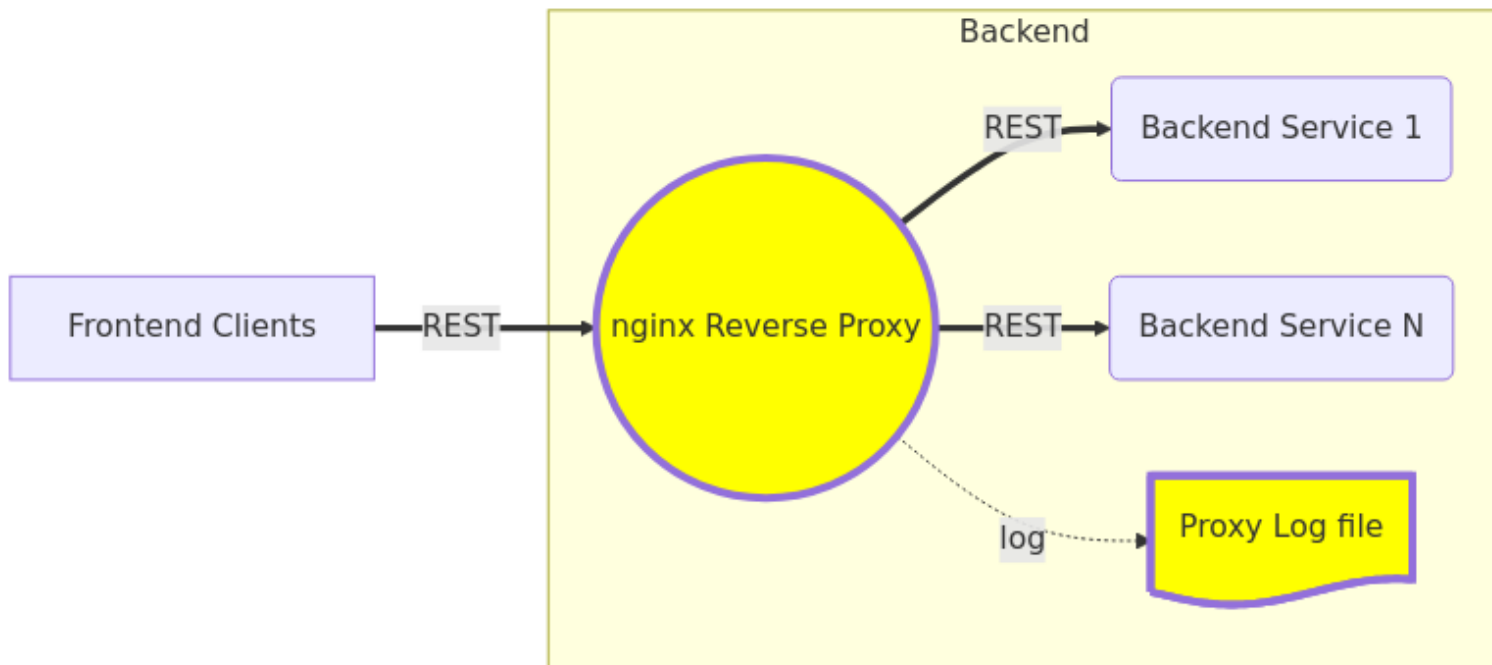 Backend
REST
Backend Service 1
Frontend Clients
REST
nginx Reverse Proxy
REST
Backend Service N
log
Proxy Log file